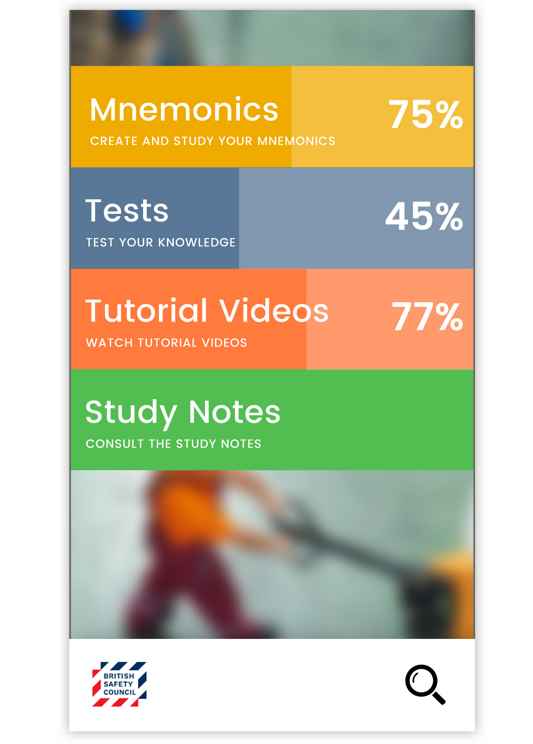 Mnemonics
75%
CREATE AND STUDY YOUR MNEMONICS
Tests
45%
TEST YOUR KNOWLEDGE
Tutorial Videos
77%
WATCH TUTORIAL VIDEOS
Study Notes
CONSULT THE STUDY NOTES
BRITISH
SAFETY
COUNCIL